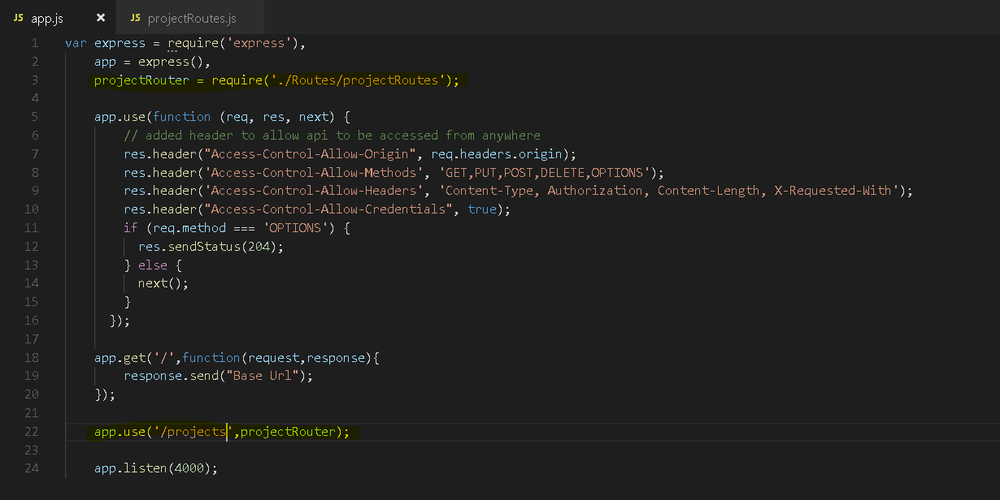 JS app.js × JS projectRoutes.js
1 var express = require('express'),
2 app = express(),
3 projectRouter = require('./Routes/projectRoutes');
4
5 app.use(function (req, res, next) {
6 // added header to allow api to be accessed from anywhere
7 res.header("Access-Control-Allow-Origin", req.headers.origin);
8 res.header('Access-Control-Allow-Methods', 'GET,PUT,POST,DELETE,OPTIONS');
9 res.header('Access-Control-Allow-Headers', 'Content-Type, Authorization, Content-Length, X-Requested-With');
10 res.header("Access-Control-Allow-Credentials", true);
11 if (req.method === 'OPTIONS') {
12 res.sendStatus(204);
13 } else {
14 next();
15 }
16 });
17
18 app.get('/',function(request,response){
19 response.send("Base Url");
20 });
21
22 app.use('/projects',projectRouter);
23
24 app.listen(4000);